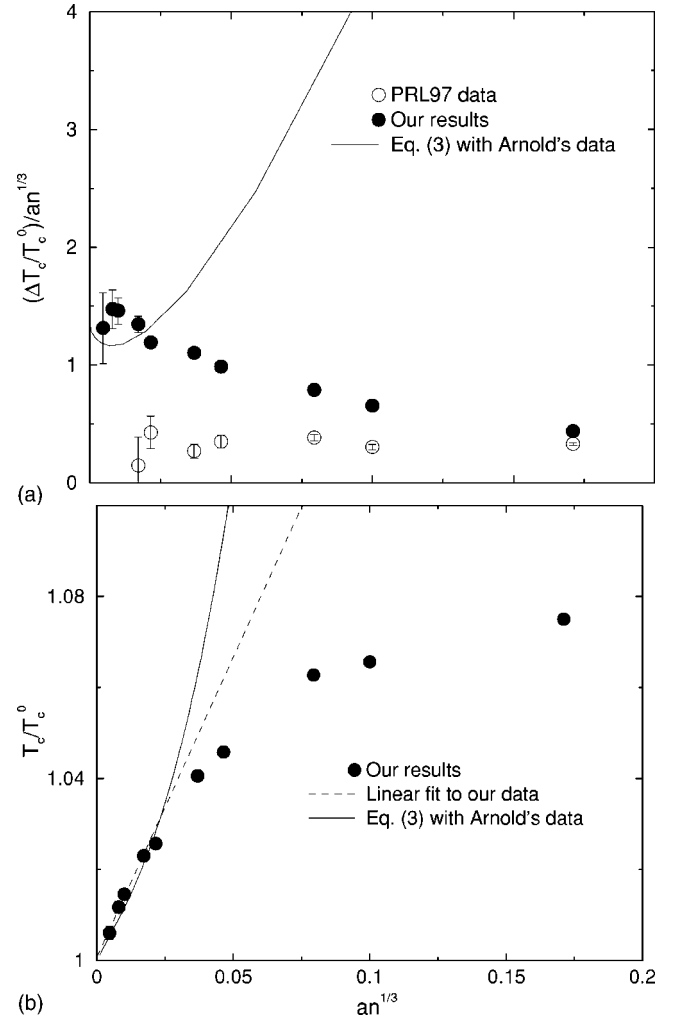 4
3
2
1
0
(ΔT_c/T_c^0)/an^{1/3}
PRL97 data
Our results
Eq. (3) with Arnold's data
(a)
1.08
1.04
1
T_c/T_c^0
Our results
Linear fit to our data
Eq. (3) with Arnold's data
0 0.05 0.1 0.15 0.2
(b)
an^{1/3}